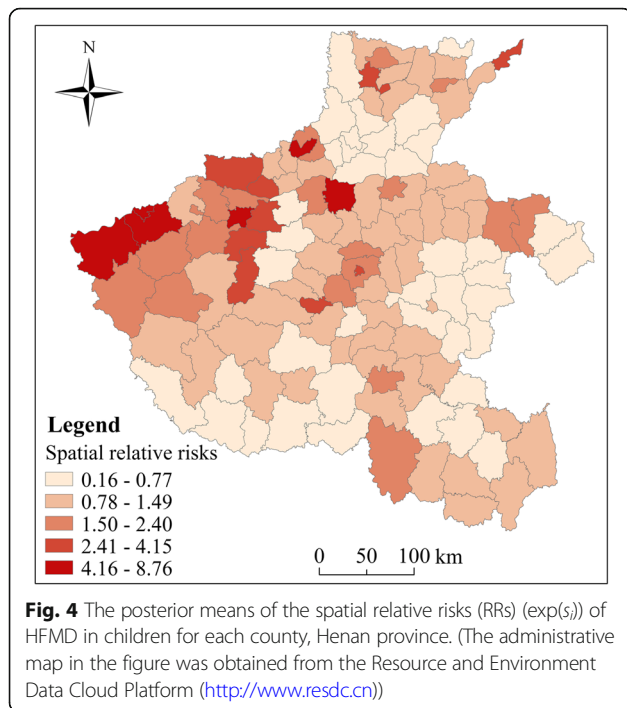 N
Legend
Spatial relative risks
0.16 - 0.77
0.78 - 1.49
1.50 - 2.40
2.41 - 4.15
4.16 - 8.76
0 50 100 km
Fig. 4 The posterior means of the spatial relative risks (RRs) (exp(sᵢ)) of
HFMD in children for each county, Henan province. (The administrative
map in the figure was obtained from the Resource and Environment
Data Cloud Platform (http://www.resdc.cn))